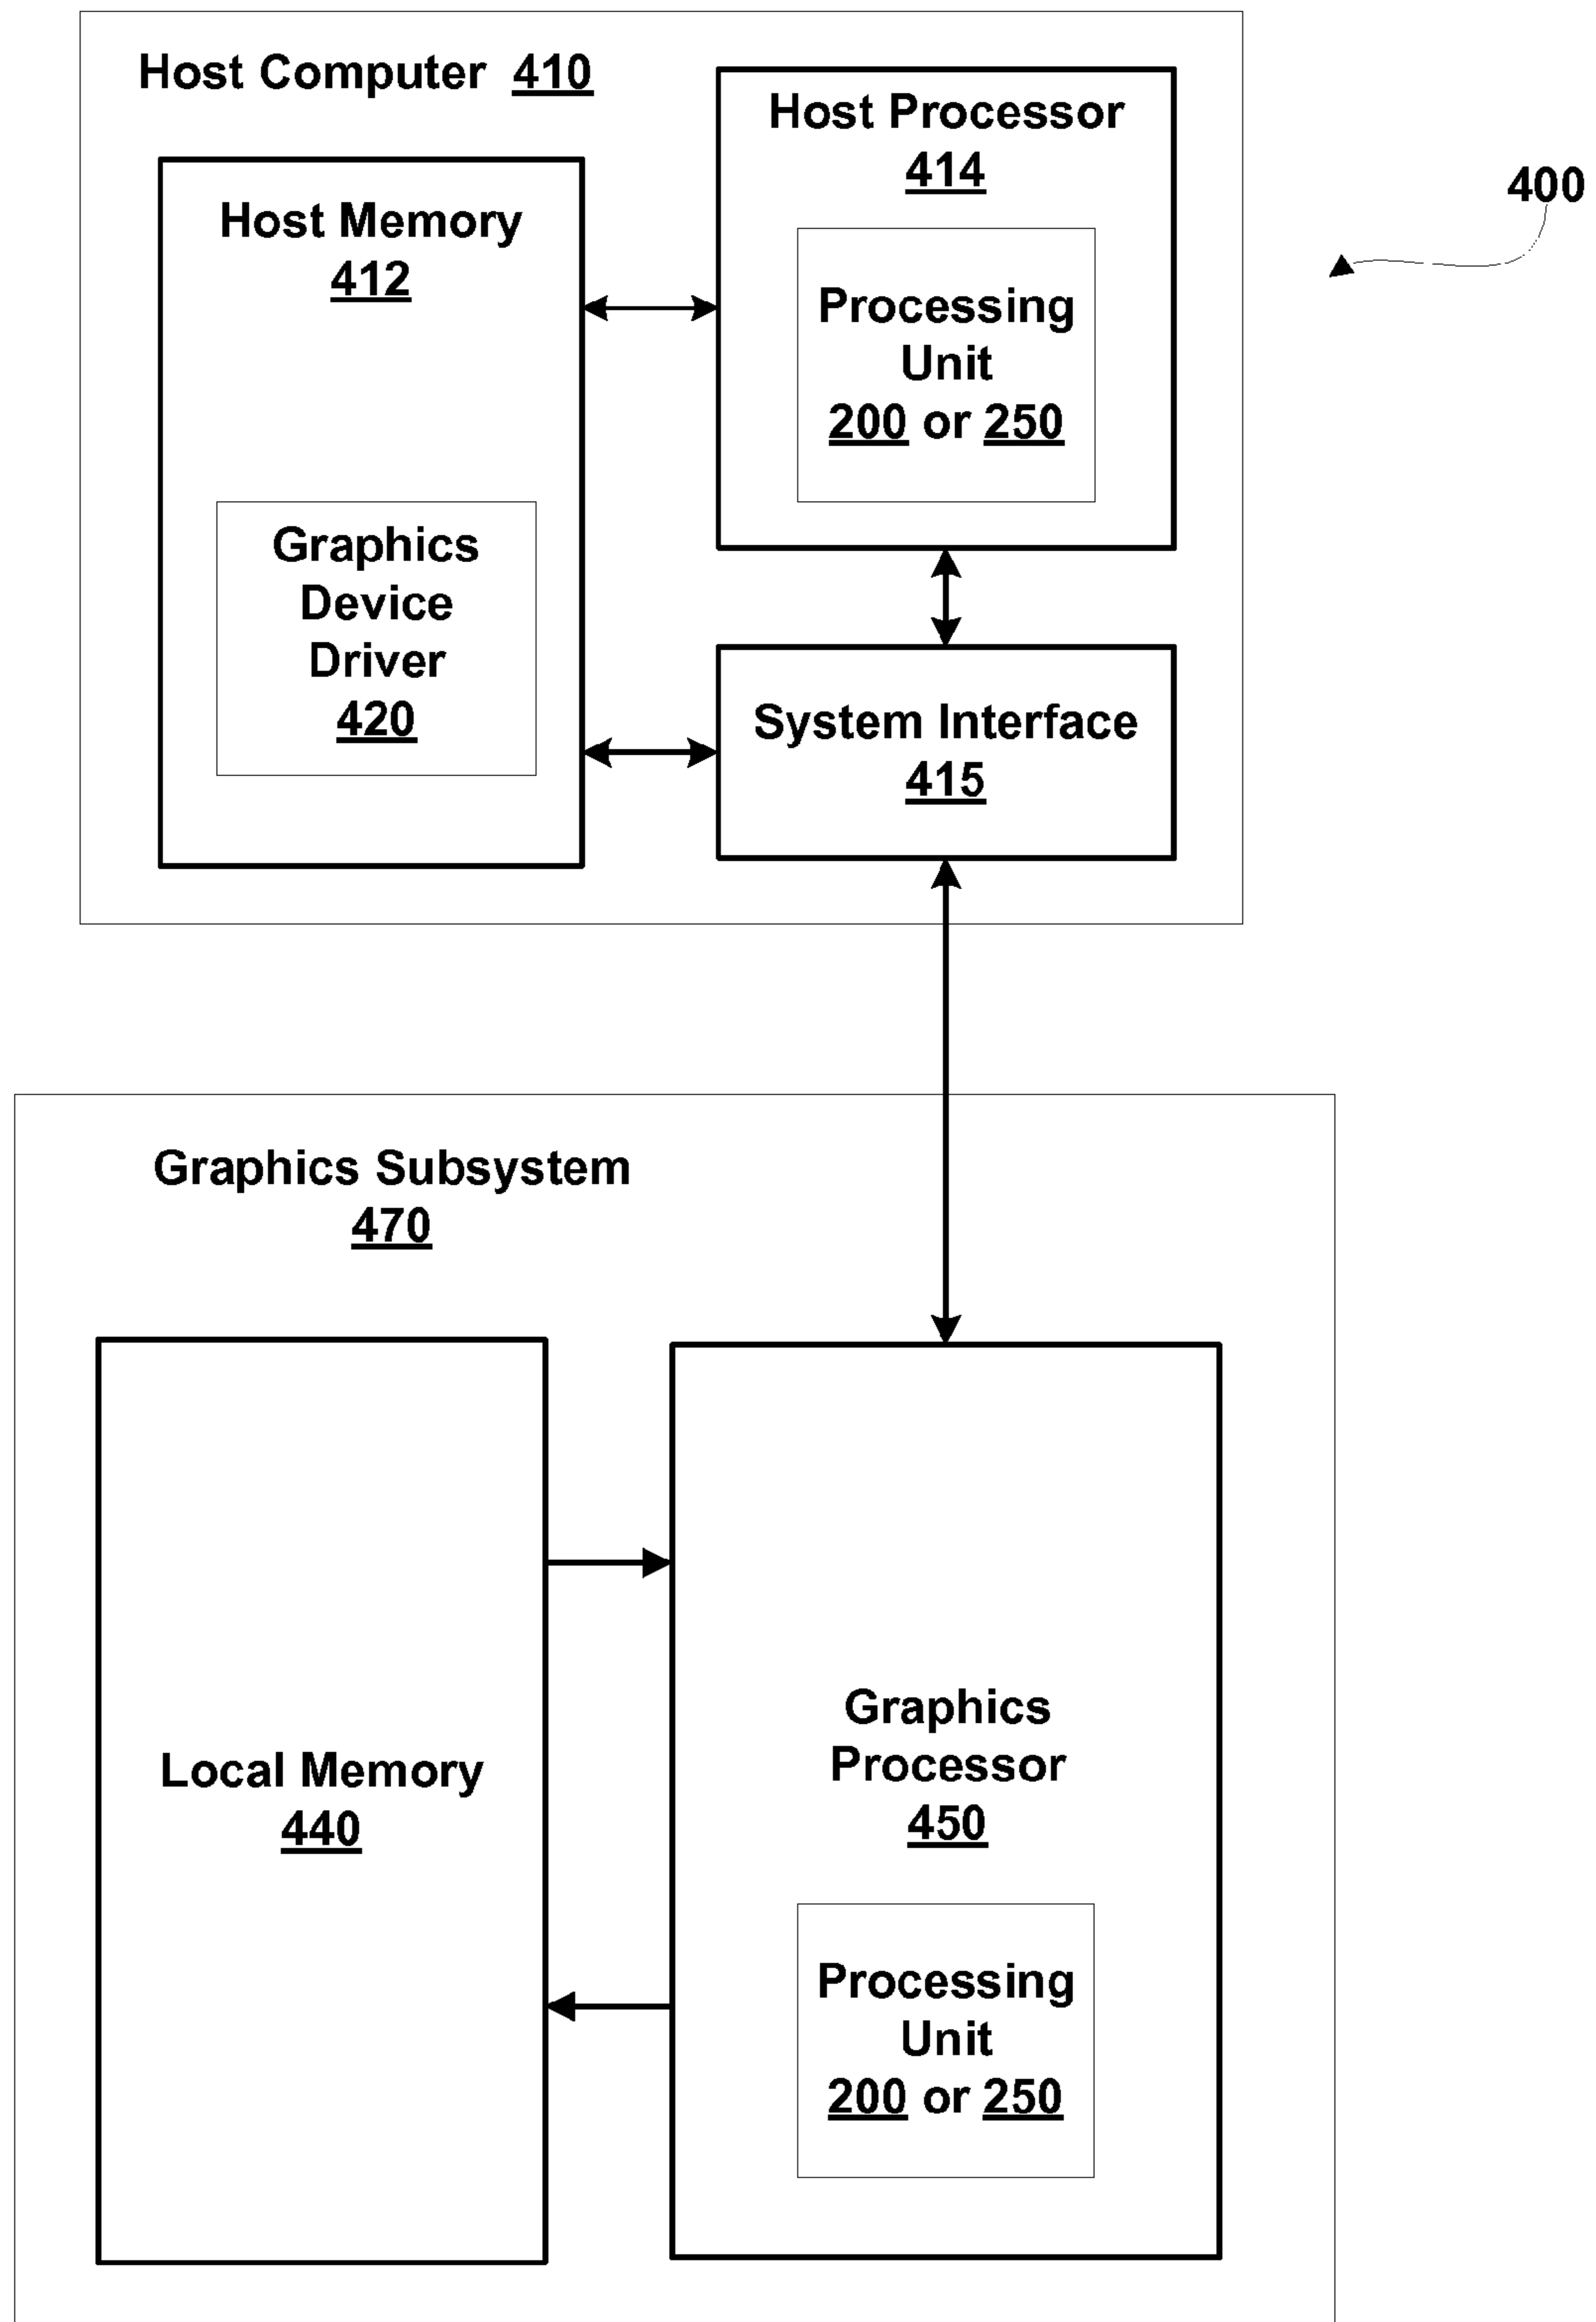 Host Computer 410
Host Processor
414
400
Host Memory
412
Processing
Unit
200 or 250
Graphics
Device
Driver
420
System Interface
415
Graphics Subsystem
470
Local Memory
440
Graphics
Processor
450
Processing
Unit
200 or 250